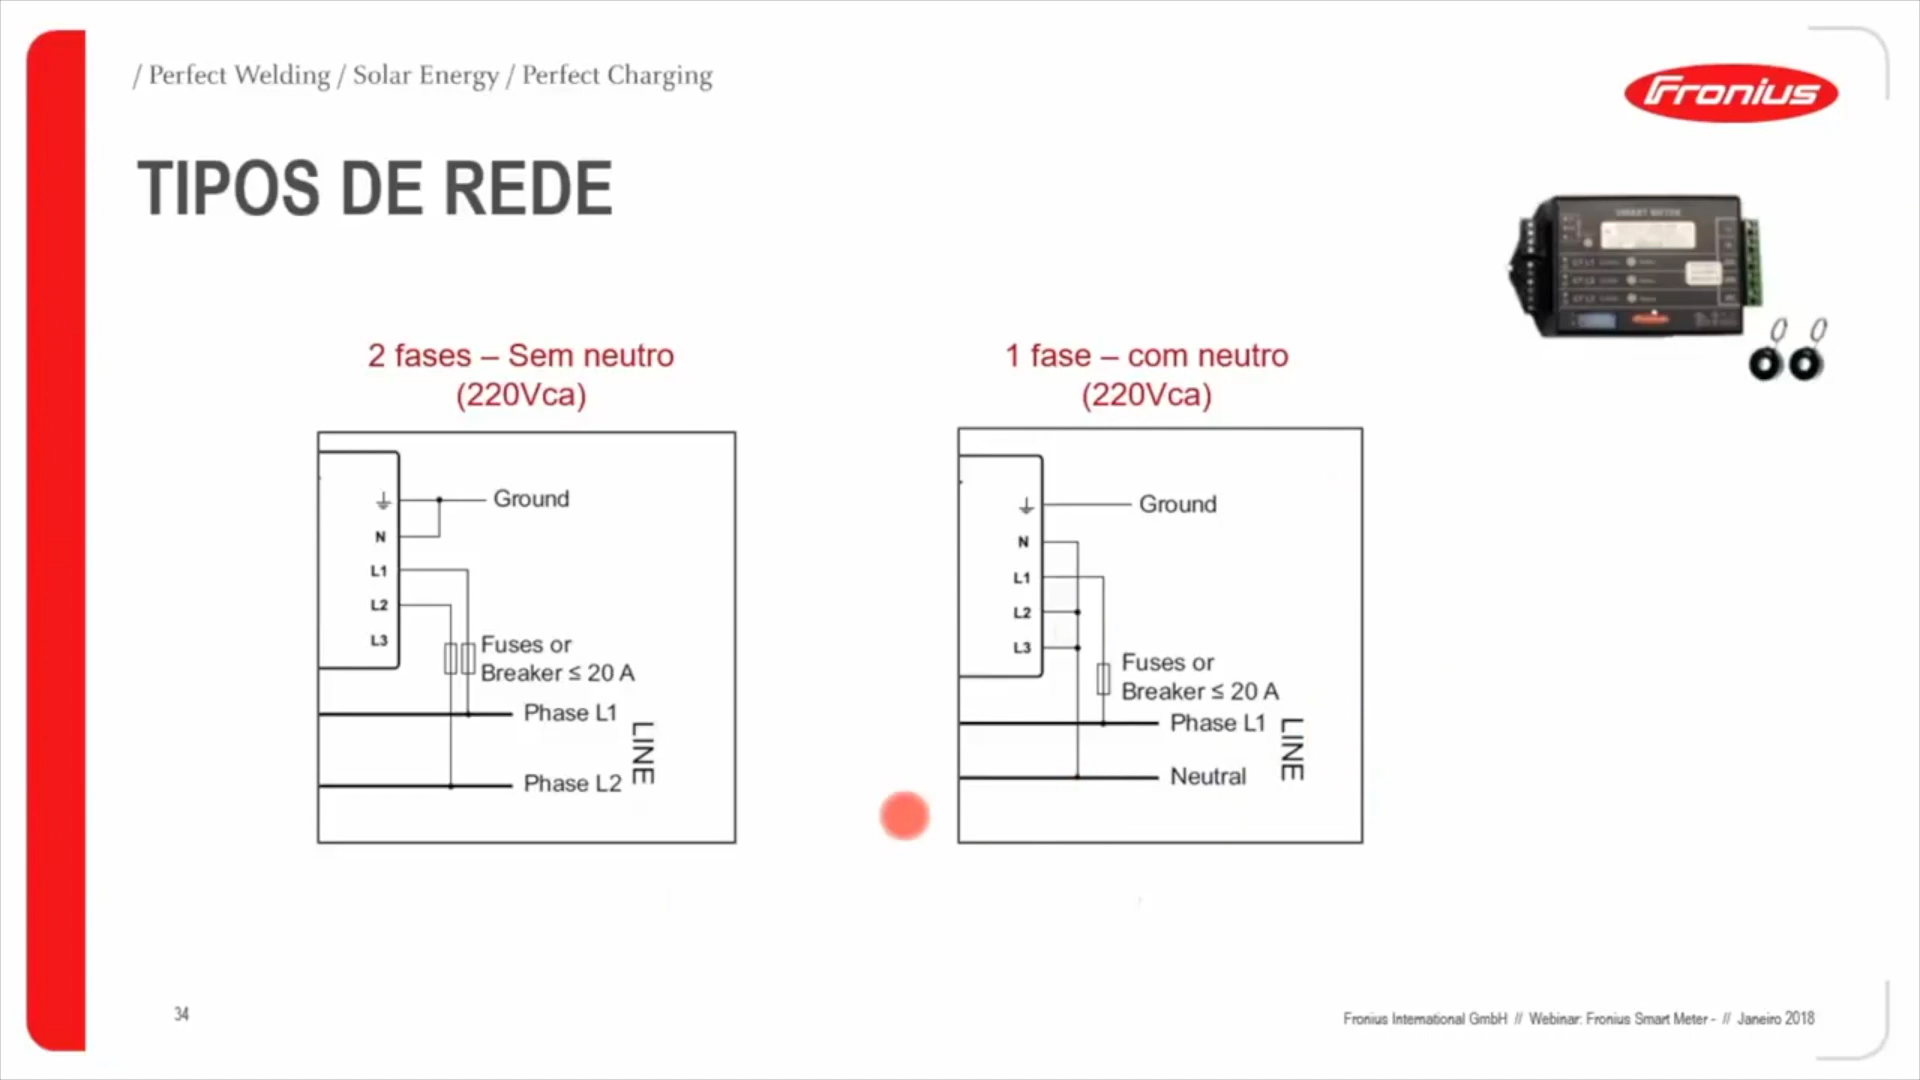 / Perfect Welding / Solar Energy / Perfect Charging
Fronius
TIPOS DE REDE
SMART METER
2 fases – Sem neutro
(220Vca)
Ground
N
L1
L2
L3
Fuses or
Breaker ≤ 20 A
Phase L1
Phase L2
LINE
1 fase – com neutro
(220Vca)
Ground
N
L1
L2
L3
Fuses or
Breaker ≤ 20 A
Phase L1
Neutral
LINE
34
Fronius International GmbH // Webinar: Fronius Smart Meter - // Janeiro 2018